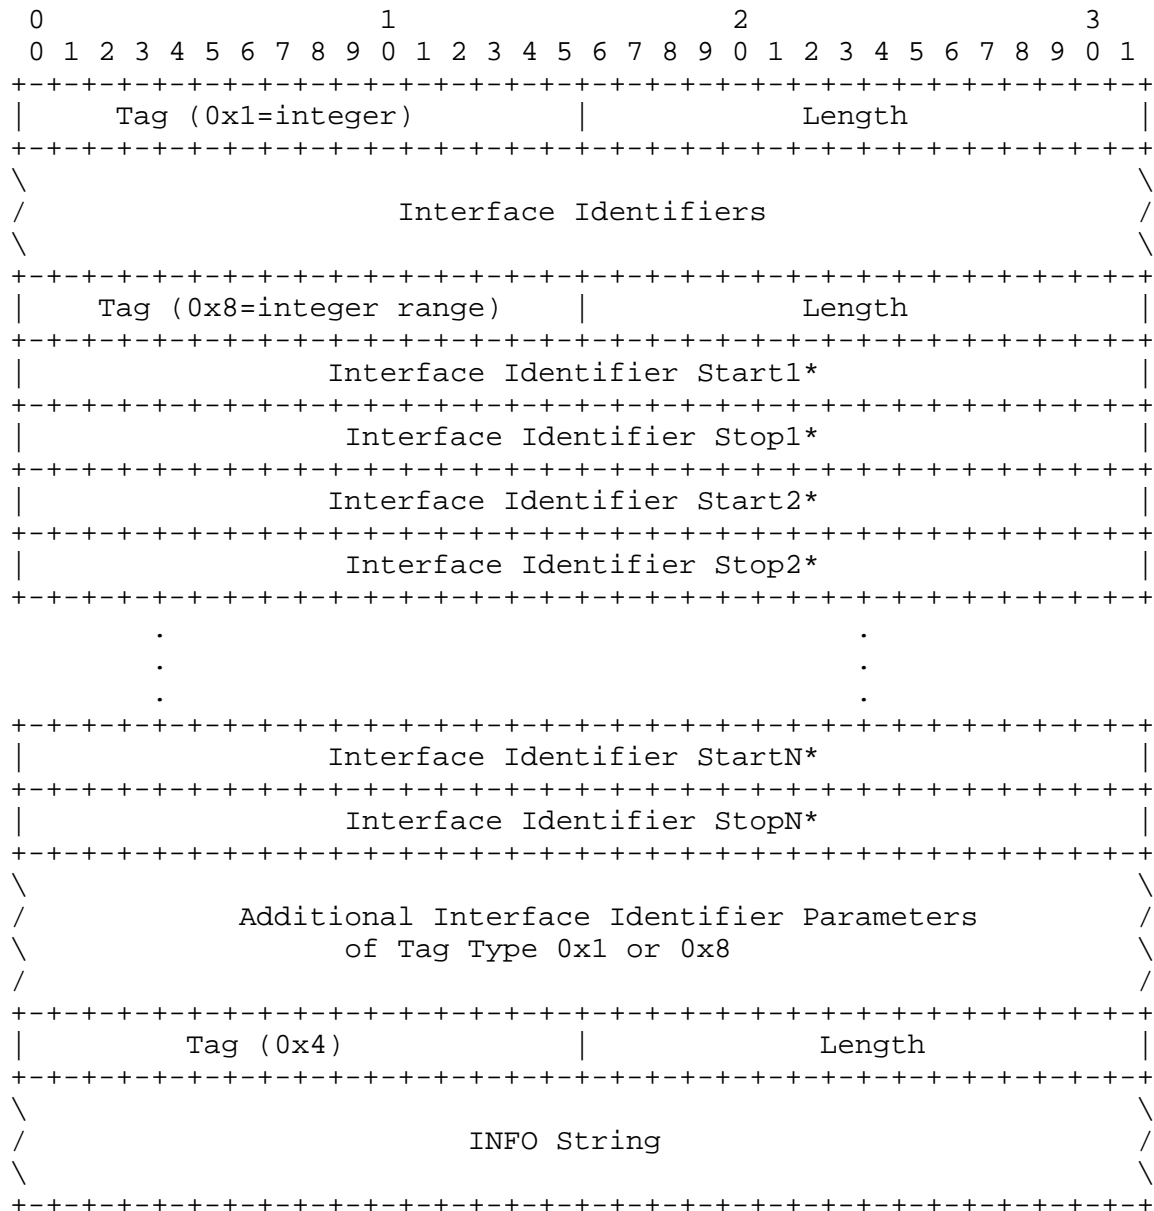 0                   1                   2                   3
 0 1 2 3 4 5 6 7 8 9 0 1 2 3 4 5 6 7 8 9 0 1 2 3 4 5 6 7 8 9 0 1
+-+-+-+-+-+-+-+-+-+-+-+-+-+-+-+-+-+-+-+-+-+-+-+-+-+-+-+-+-+-+-+-+
|     Tag (0x1=integer)         |            Length             |
+-+-+-+-+-+-+-+-+-+-+-+-+-+-+-+-+-+-+-+-+-+-+-+-+-+-+-+-+-+-+-+-+
\                                                               \
/                     Interface Identifiers                     /
\                                                               \
+-+-+-+-+-+-+-+-+-+-+-+-+-+-+-+-+-+-+-+-+-+-+-+-+-+-+-+-+-+-+-+-+
|    Tag (0x8=integer range)    |            Length             |
+-+-+-+-+-+-+-+-+-+-+-+-+-+-+-+-+-+-+-+-+-+-+-+-+-+-+-+-+-+-+-+-+
|                 Interface Identifier Start1*                  |
+-+-+-+-+-+-+-+-+-+-+-+-+-+-+-+-+-+-+-+-+-+-+-+-+-+-+-+-+-+-+-+-+
|                  Interface Identifier Stop1*                  |
+-+-+-+-+-+-+-+-+-+-+-+-+-+-+-+-+-+-+-+-+-+-+-+-+-+-+-+-+-+-+-+-+
|                 Interface Identifier Start2*                  |
+-+-+-+-+-+-+-+-+-+-+-+-+-+-+-+-+-+-+-+-+-+-+-+-+-+-+-+-+-+-+-+-+
|                  Interface Identifier Stop2*                  |
+-+-+-+-+-+-+-+-+-+-+-+-+-+-+-+-+-+-+-+-+-+-+-+-+-+-+-+-+-+-+-+-+
        .                                       .
        .                                       .
        .                                       .
+-+-+-+-+-+-+-+-+-+-+-+-+-+-+-+-+-+-+-+-+-+-+-+-+-+-+-+-+-+-+-+-+
|                 Interface Identifier StartN*                  |
+-+-+-+-+-+-+-+-+-+-+-+-+-+-+-+-+-+-+-+-+-+-+-+-+-+-+-+-+-+-+-+-+
|                  Interface Identifier StopN*                  |
+-+-+-+-+-+-+-+-+-+-+-+-+-+-+-+-+-+-+-+-+-+-+-+-+-+-+-+-+-+-+-+-+
\                                                               \
/            Additional Interface Identifier Parameters         /
\                  of Tag Type 0x1 or 0x8                       \
/                                                               /
+-+-+-+-+-+-+-+-+-+-+-+-+-+-+-+-+-+-+-+-+-+-+-+-+-+-+-+-+-+-+-+-+
|         Tag (0x4)             |             Length            |
+-+-+-+-+-+-+-+-+-+-+-+-+-+-+-+-+-+-+-+-+-+-+-+-+-+-+-+-+-+-+-+-+
\                                                               \
/                         INFO String                           /
\                                                               \
+-+-+-+-+-+-+-+-+-+-+-+-+-+-+-+-+-+-+-+-+-+-+-+-+-+-+-+-+-+-+-+-+